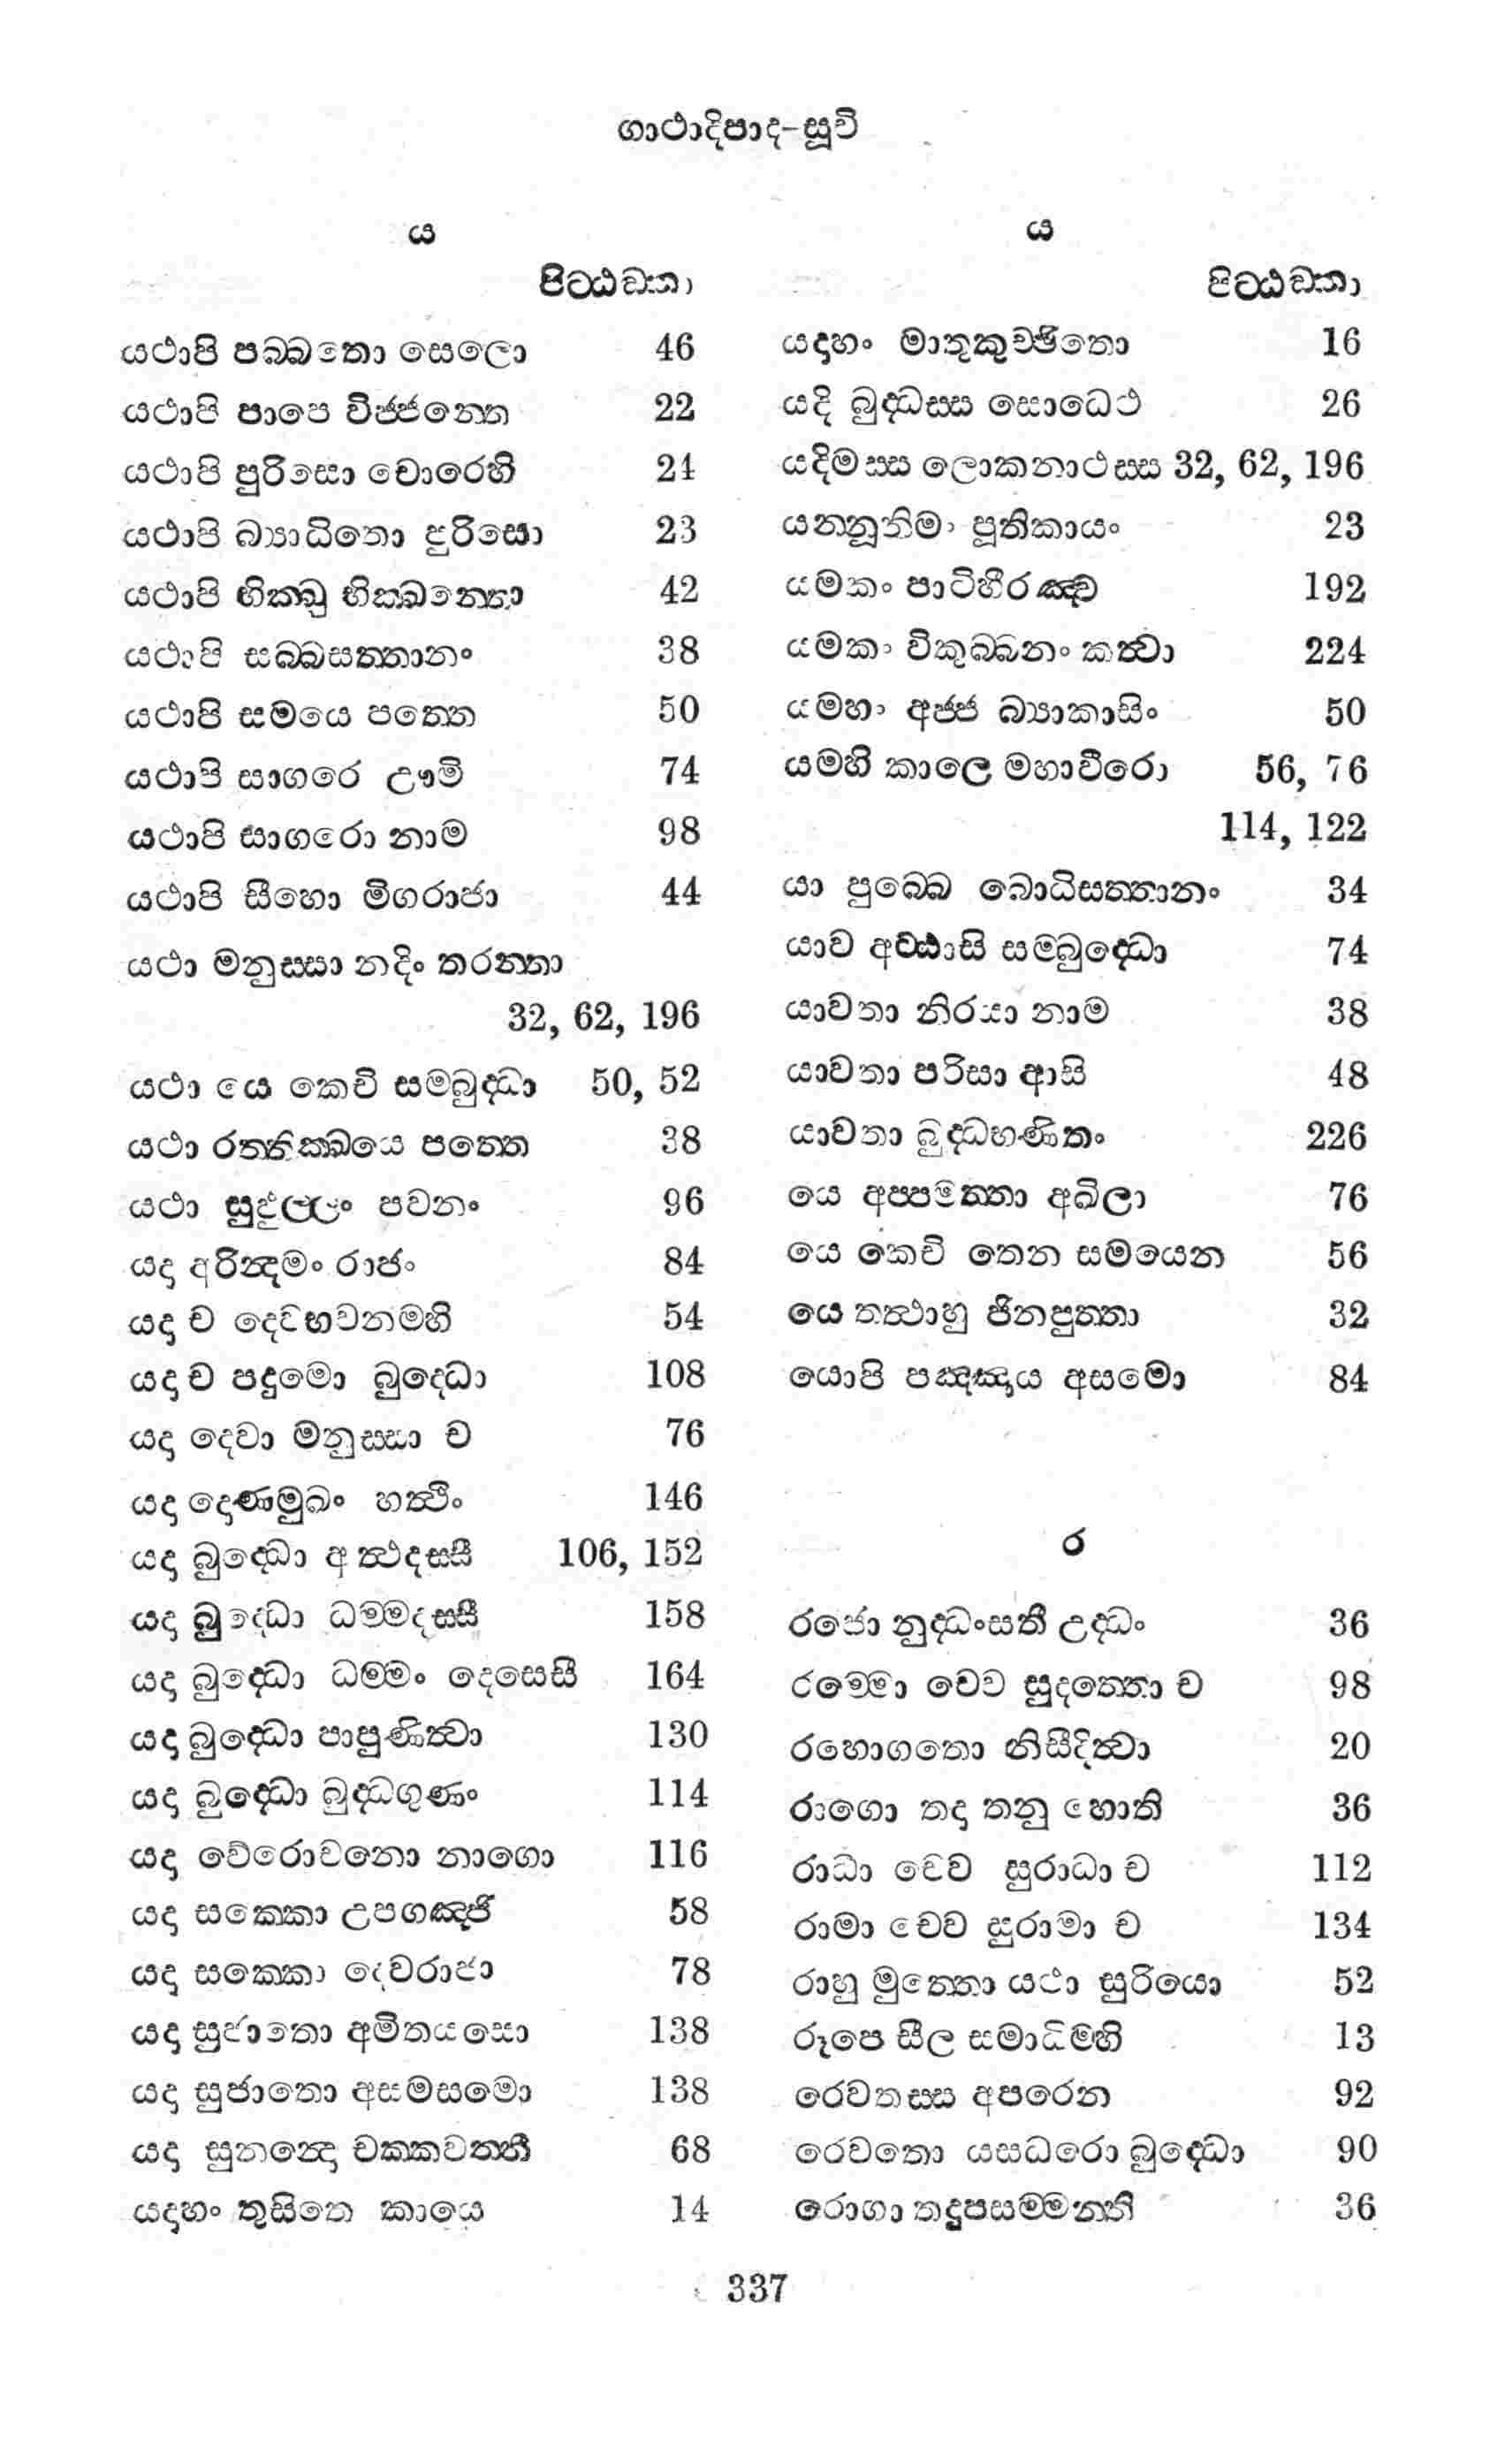 ගාථාදිපාද-සූචි
ය
පිට්ඨඞ්කා
යථාපි පබ්බතො සෙලො 46
යථාපි පාපෙ විජ්ජන්තෙ 22
යථාපි පුරිසො චොරෙහි 24
යථාපි බ්‍යාධිතො පුරිසො 23
යථාපි භික්ඛු භික්ඛන්තො 42
යථාපි සබ්බසත්තානං 38
යථාපි සමයෙ පත්තෙ 50
යථාපි සාගරෙ ඌමි 74
යථාපි සාගරො නාම 98
යථාපි සීහො මිගරාජා 44
යථා මනුස්සා නදිං තරන්තා
32, 62, 196
යථා යෙ කෙචි සම්බුද්ධා 50, 52
යථා රත්තික්ඛයෙ පත්තෙ 38
යථා සුඵුල්ලං පවනං 96
යදා අරින්දමං රාජං 84
යදා ච දෙවභවනම්හි 54
යදා ච පදුමො බුද්ධො 108
යදා දෙවා මනුස්සා ච 76
යදා දොණමුඛං හත්ථිං 146
යදා බුද්ධො අත්ථදස්සී 106, 152
යදා බුද්ධො ධම්මදස්සී 158
යදා බුද්ධො ධම්මං දෙසෙසී 164
යදා බුද්ධො පාපුණිත්වා 130
යදා බුද්ධො බුද්ධගුණං 114
යදා වේරොචනො නාගො 116
යදා සක්කො උපගඤ්ජි 58
යදා සක්කො දෙවරාජා 78
යදා සුජාතො අමිතයසො 138
යදා සුජාතො අසමසමො 138
යදා සුනන්දො චක්කවත්තී 68
යදාහං තුසිතෙ කායෙ 14
ය
පිට්ඨඞ්කා
යදාහං මාතුකුච්ඡිතො 16
යදි බුද්ධස්ස සොධෙථ 26
යදිමස්ස ලොකනාථස්ස 32, 62, 196
යන්නූනිමං පූතිකායං 23
යමකං පාටිහීරඤ්ච 192
යමකං විකුබ්බනං කත්වා 224
යමහං අජ්ජ බ්‍යාකාසිං 50
යම්හි කාලෙ මහාවීරො 56, 76
114, 122
යා පුබ්බෙ බොධිසත්තානං 34
යාව අට්ඨාසි සම්බුද්ධො 74
යාවතා නිරයා නාම 38
යාවතා පරිසා ආසි 48
යාවතා බුද්ධභණිතං 226
යෙ අප්පමත්තා අඛිලා 76
යෙ කෙචි තෙන සමයෙන 56
යෙ තත්ථාහු ජිනපුත්තා 32
යොපි පඤ්ඤාය අසමො 84
ර
රජො නුද්ධංසතී උද්ධං 36
රම්මො චෙව සුදත්තො ච 98
රහොගතො නිසීදිත්වා 20
රාගො තදා තනු හොති 36
රාධා චෙව සුරාධා ච 112
රාමා චෙව සුරාමා ච 134
රාහු මුත්තො යථා සුරියො 52
රූපෙ සීල සමාධිම්හි 13
රෙවතස්ස අපරෙන 92
රෙවතො යසධරො බුද්ධො 90
රොගා තදුපසම්මන්ති 36
337